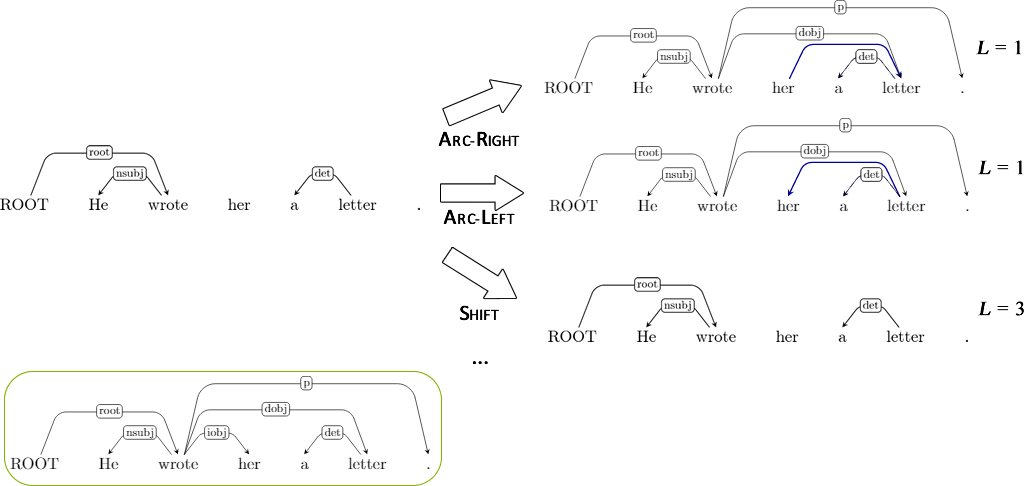 root
nsubj
det
ROOT He wrote her a letter .
ARC-RIGHT
p
root
dobj
nsubj
det
ROOT He wrote her a letter .
L = 1
ARC-LEFT
p
root
dobj
nsubj
det
ROOT He wrote her a letter .
L = 1
SHIFT
root
nsubj
det
ROOT He wrote her a letter .
L = 3
...
p
root
dobj
nsubj
iobj
det
ROOT He wrote her a letter .